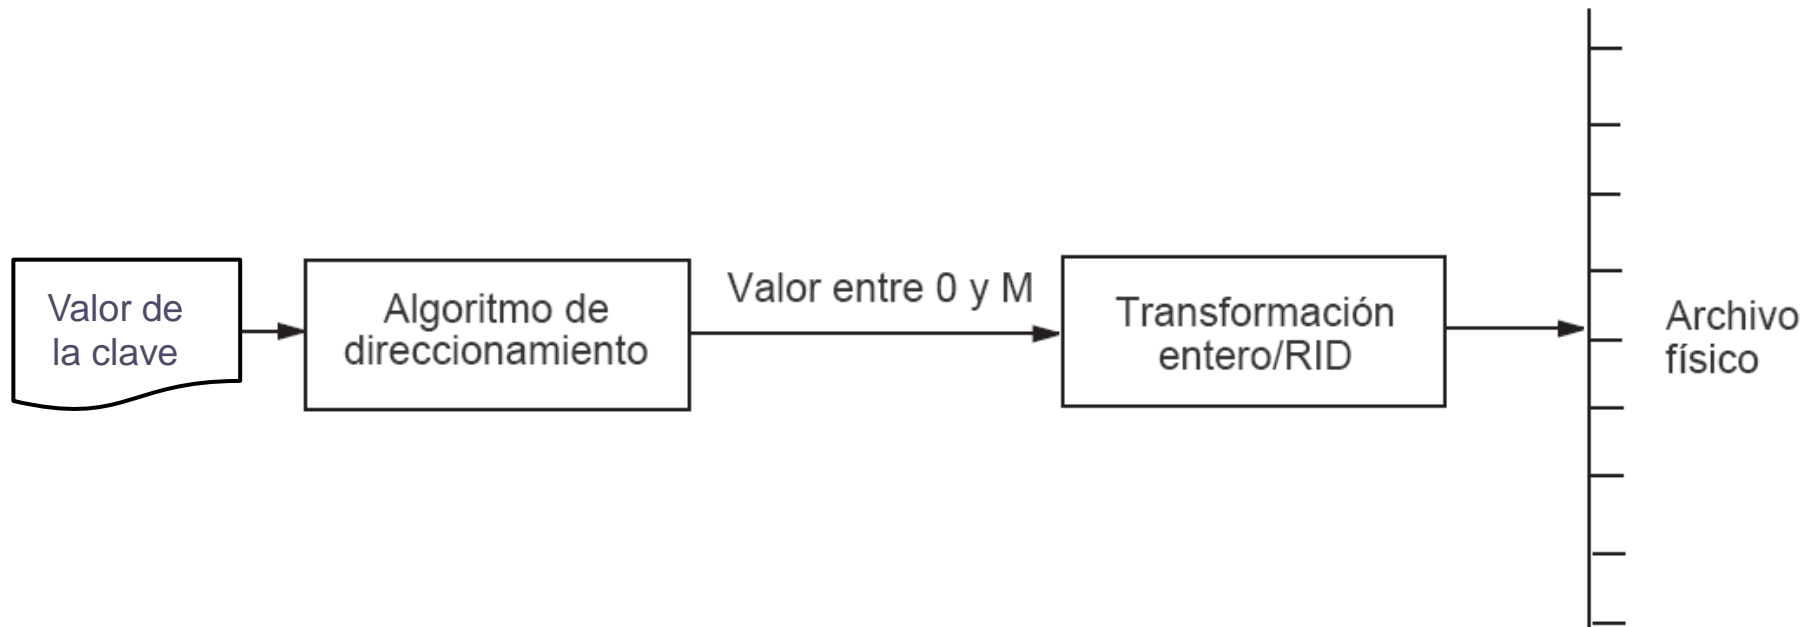 Valor de
la clave
Algoritmo de
direccionamiento
Valor entre 0 y M
Transformación
entero/RID
Archivo
físico